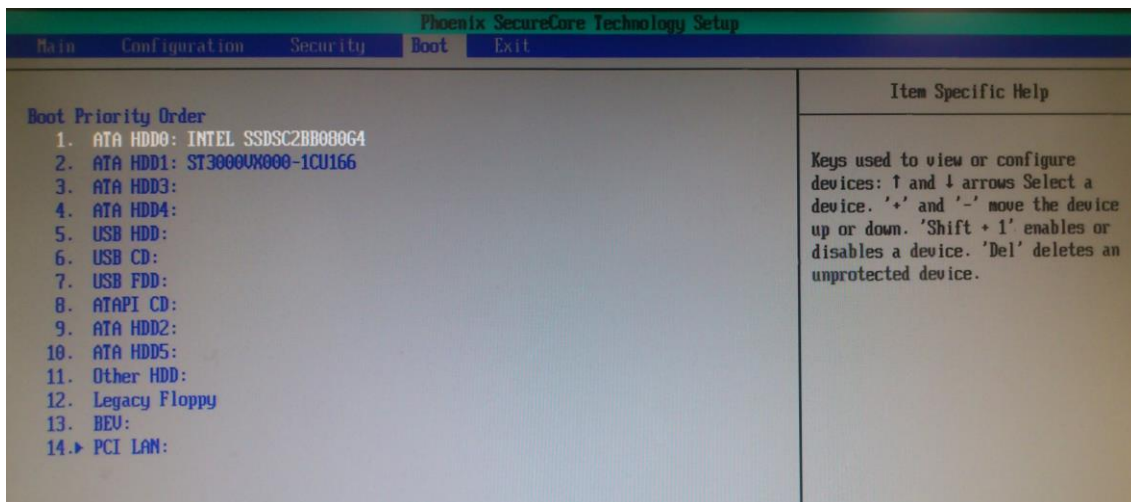 Phoenix SecureCore Technology Setup
Main Configuration Security Boot Exit
Boot Priority Order
1. ATA HDD0: INTEL SSDSC2BB080G4
2. ATA HDD1: ST3000VX000-1CU166
3. ATA HDD3:
4. ATA HDD4:
5. USB HDD:
6. USB CD:
7. USB FDD:
8. ATAPI CD:
9. ATA HDD2:
10. ATA HDD5:
11. Other HDD:
12. Legacy Floppy
13. BEV:
14.▸ PCI LAN:
Item Specific Help
Keys used to view or configure
devices: ↑ and ↓ arrows Select a
device. '+' and '-' move the device
up or down. 'Shift + 1' enables or
disables a device. 'Del' deletes an
unprotected device.